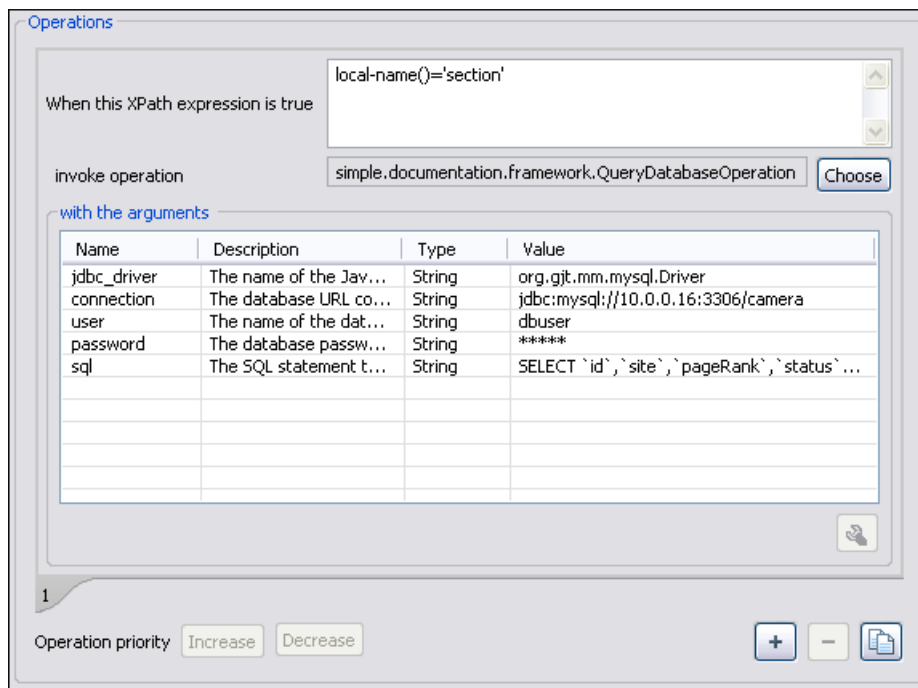 Operations
When this XPath expression is true
local-name()='section'
invoke operation
simple.documentation.framework.QueryDatabaseOperation
Choose
with the arguments
Name Description Type Value
jdbc_driver The name of the Jav... String org.gjt.mm.mysql.Driver
connection The database URL co... String jdbc:mysql://10.0.0.16:3306/camera
user The name of the dat... String dbuser
password The database passw... String *****
sql The SQL statement t... String SELECT `id`,`site`,`pageRank`,`status`...
1
Operation priority Increase Decrease + −